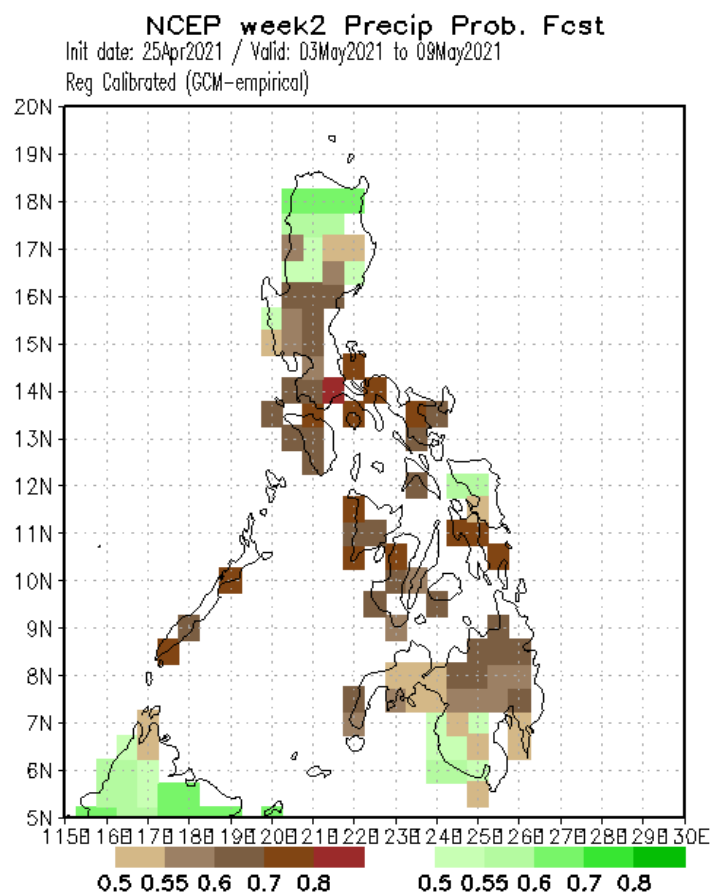 NCEP week2 Precip Prob. Fcst
Init date: 25Apr2021 / Valid: 03May2021 to 09May2021
Reg Calibrated (GCM-empirical)
20N
19N
18N
17N
16N
15N
14N
13N
12N
11N
10N
9N
8N
7N
6N
5N
115E 116E 117E 118E 119E 120E 121E 122E 123E 124E 125E 126E 127E 128E 129E 130E
0.5 0.55 0.6 0.7 0.8 0.5 0.55 0.6 0.7 0.8